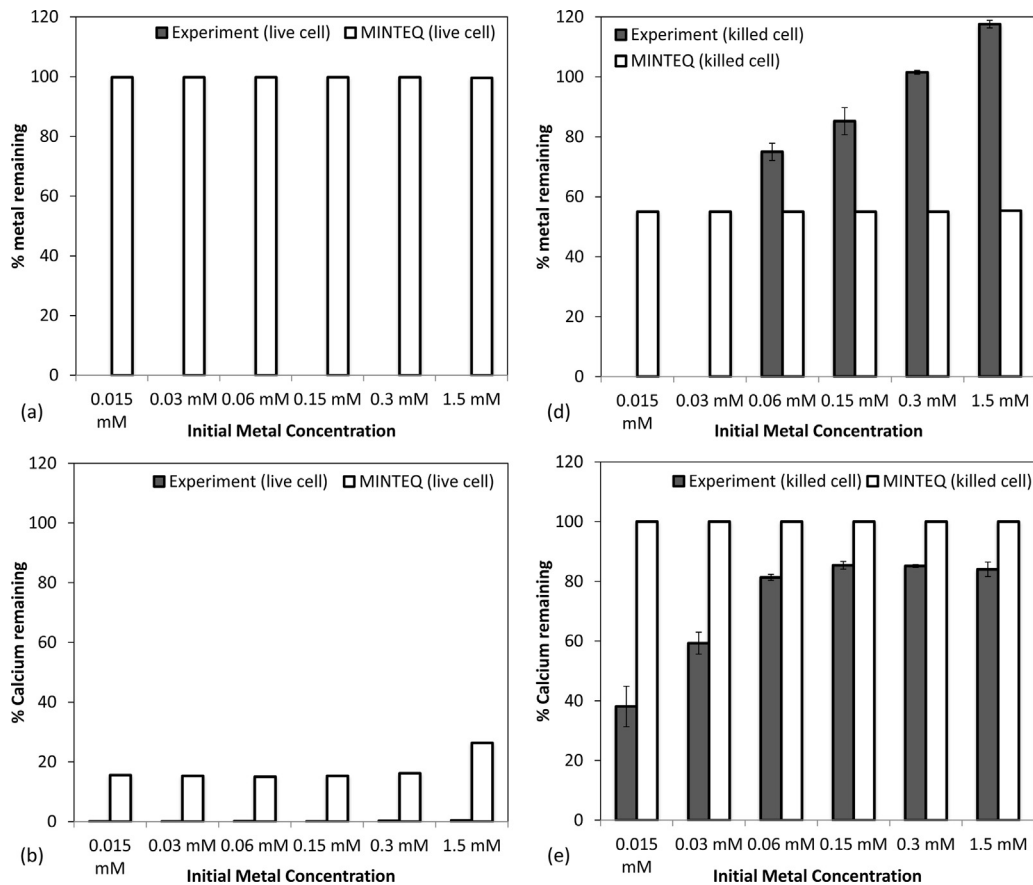 Experiment (live cell) MINTEQ (live cell)
% metal remaining
120
100
80
60
40
20
0
0.015 mM 0.03 mM 0.06 mM 0.15 mM 0.3 mM 1.5 mM
Initial Metal Concentration
(a)
Experiment (killed cell)
MINTEQ (killed cell)
% metal remaining
120
100
80
60
40
20
0
0.015 mM 0.03 mM 0.06 mM 0.15 mM 0.3 mM 1.5 mM
Initial Metal Concentration
(d)
Experiment (live cell) MINTEQ (live cell)
% Calcium remaining
120
100
80
60
40
20
0
0.015 mM 0.03 mM 0.06 mM 0.15 mM 0.3 mM 1.5 mM
Initial Metal Concentration
(b)
Experiment (killed cell) MINTEQ (killed cell)
% Calcium remaining
120
100
80
60
40
20
0
0.015 mM 0.03 mM 0.06 mM 0.15 mM 0.3 mM 1.5 mM
Initial Metal Concentration
(e)